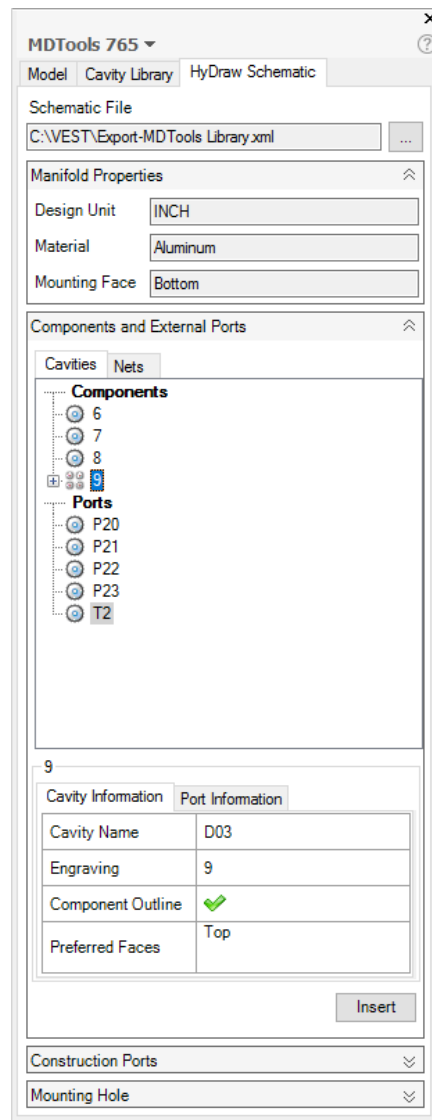 MDTools 765
Model Cavity Library HyDraw Schematic
Schematic File
C:\VEST\Export-MDTools Library.xml ...
Manifold Properties
Design Unit INCH
Material Aluminum
Mounting Face Bottom
Components and External Ports
Cavities Nets
Components
6
7
8
9
Ports
P20
P21
P22
P23
T2
9
Cavity Information Port Information
Cavity Name D03
Engraving 9
Component Outline
Preferred Faces Top
Insert
Construction Ports
Mounting Hole